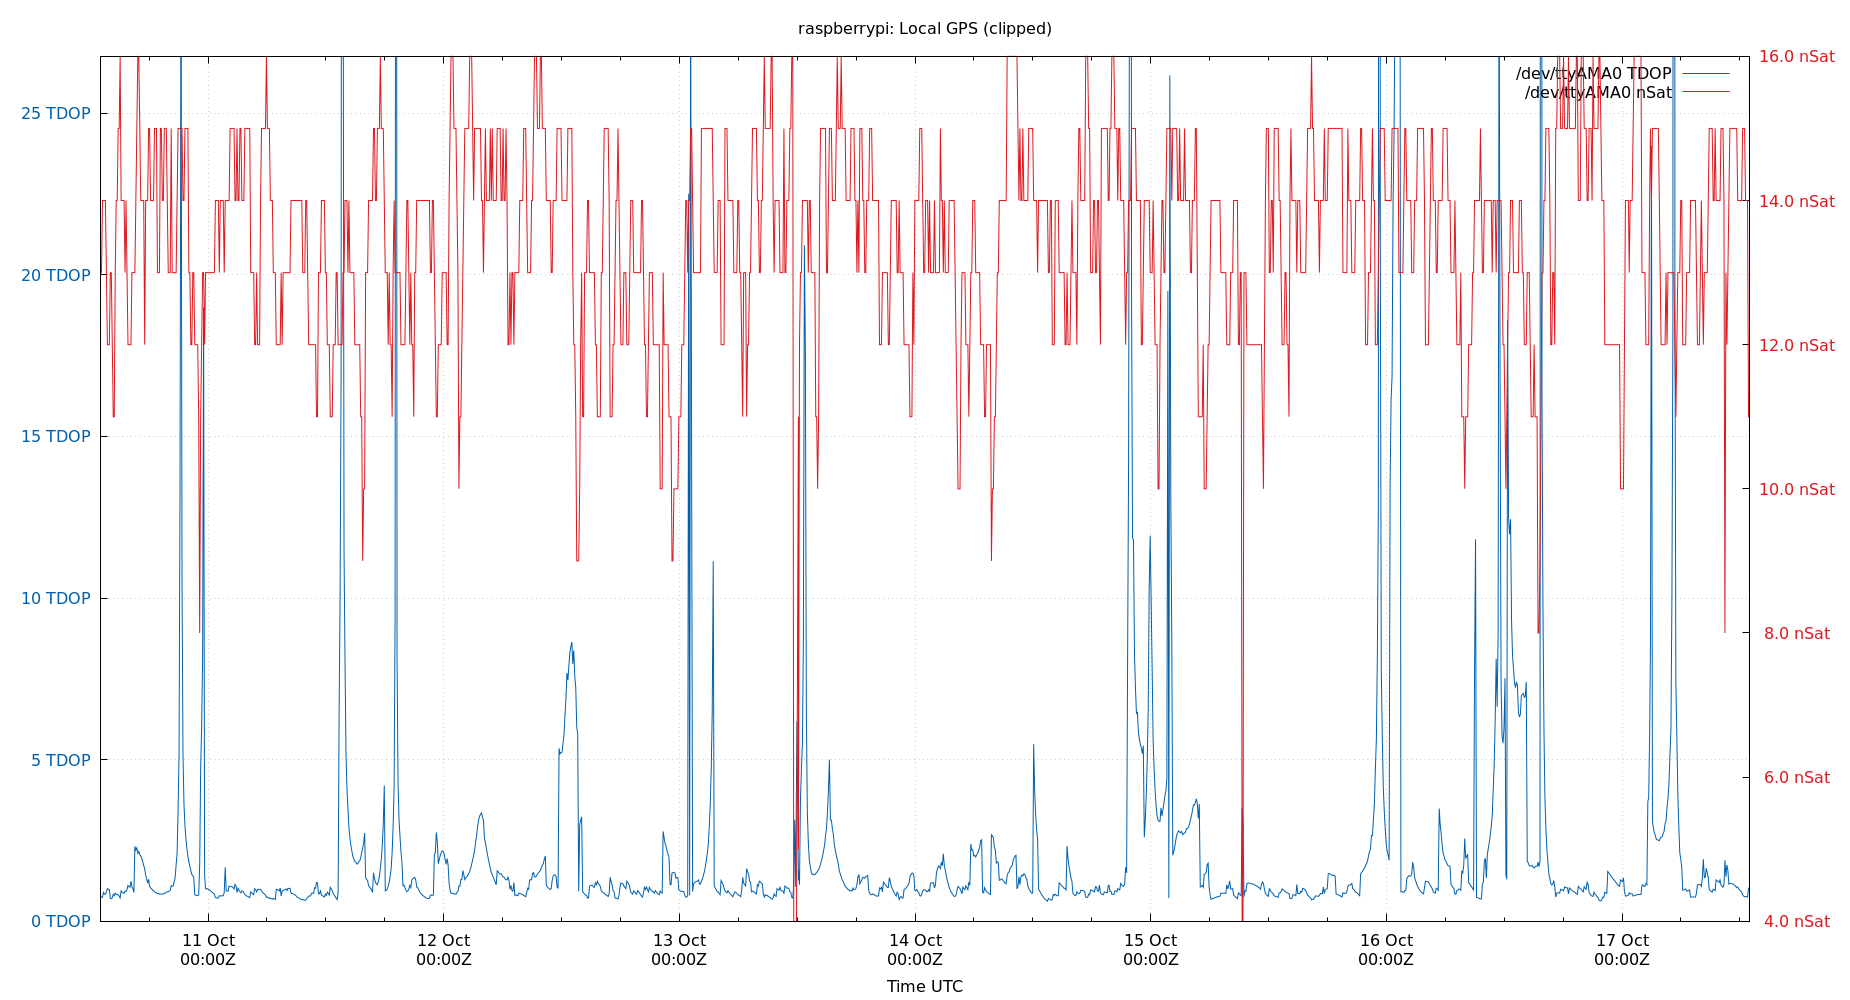 raspberrypi: Local GPS (clipped)
16.0 nSat
/dev/ttyAMA0 TDOP
/dev/ttyAMA0 nSat
25 TDOP
14.0 nSat
20 TDOP
12.0 nSat
15 TDOP
10.0 nSat
10 TDOP
8.0 nSat
6.0 nSat
5 TDOP
0 TDOP
4.0 nSat
11 Oct
00:00Z
12 Oct
00:00Z
13 Oct
00:00Z
14 Oct
00:00Z
15 Oct
00:00Z
16 Oct
00:00Z
17 Oct
00:00Z
Time UTC